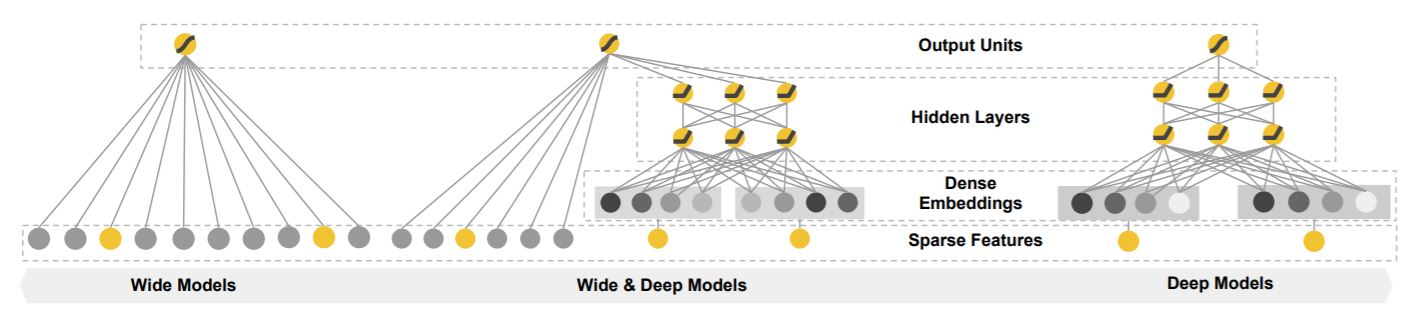 Output Units
Hidden Layers
Dense
Embeddings
Sparse Features
Wide Models
Wide & Deep Models
Deep Models